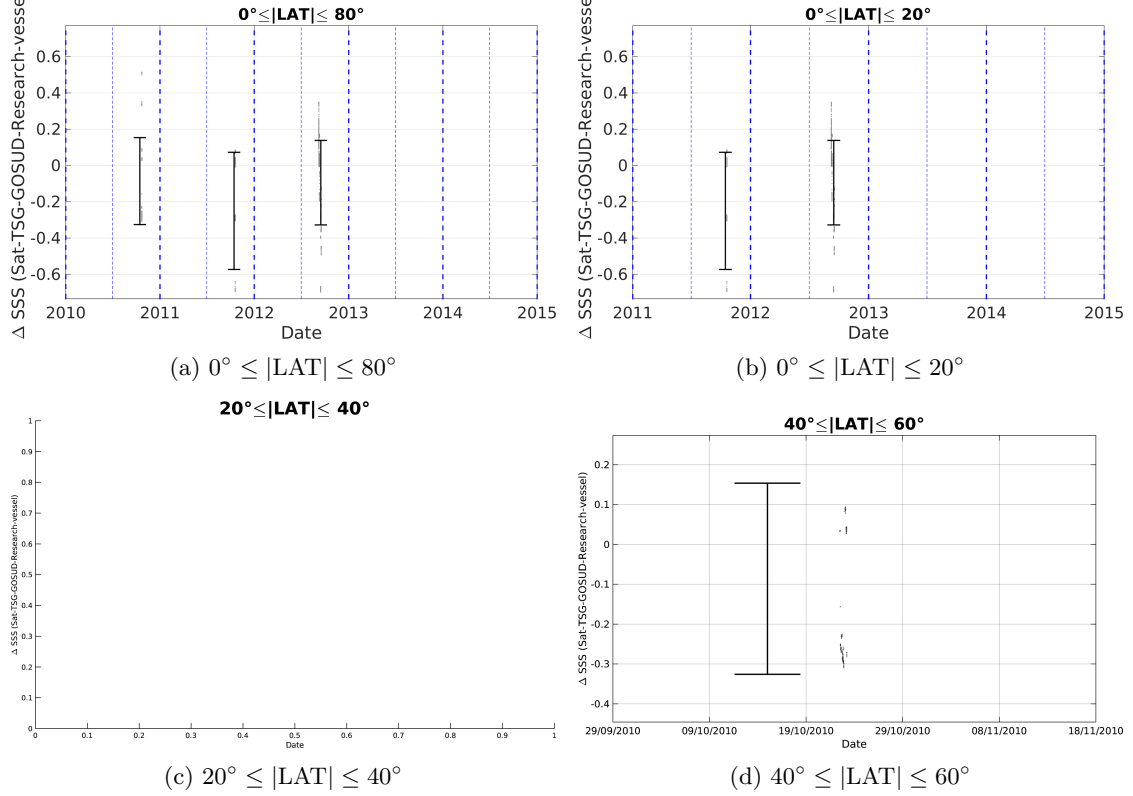 0°≤|LAT|≤ 80°
Δ SSS (Sat-TSG-GOSUD-Research-vesse
0.6
0.4
0.2
0
-0.2
-0.4
-0.6
2010 2011 2012 2013 2014 2015
Date
(a) 0° ≤ |LAT| ≤ 80°
0°≤|LAT|≤ 20°
Δ SSS (Sat-TSG-GOSUD-Research-vesse
0.6
0.4
0.2
0
-0.2
-0.4
-0.6
2011 2012 2013 2014 2015
Date
(b) 0° ≤ |LAT| ≤ 20°
20°≤|LAT|≤ 40°
Δ SSS (Sat-TSG-GOSUD-Research-vessel)
1
0.9
0.8
0.7
0.6
0.5
0.4
0.3
0.2
0.1
0
0 0.1 0.2 0.3 0.4 0.5 0.6 0.7 0.8 0.9 1
Date
(c) 20° ≤ |LAT| ≤ 40°
40°≤|LAT|≤ 60°
Δ SSS (Sat-TSG-GOSUD-Research-vessel)
0.2
0.1
0
-0.1
-0.2
-0.3
-0.4
29/09/2010 09/10/2010 19/10/2010 29/10/2010 08/11/2010 18/11/2010
Date
(d) 40° ≤ |LAT| ≤ 60°